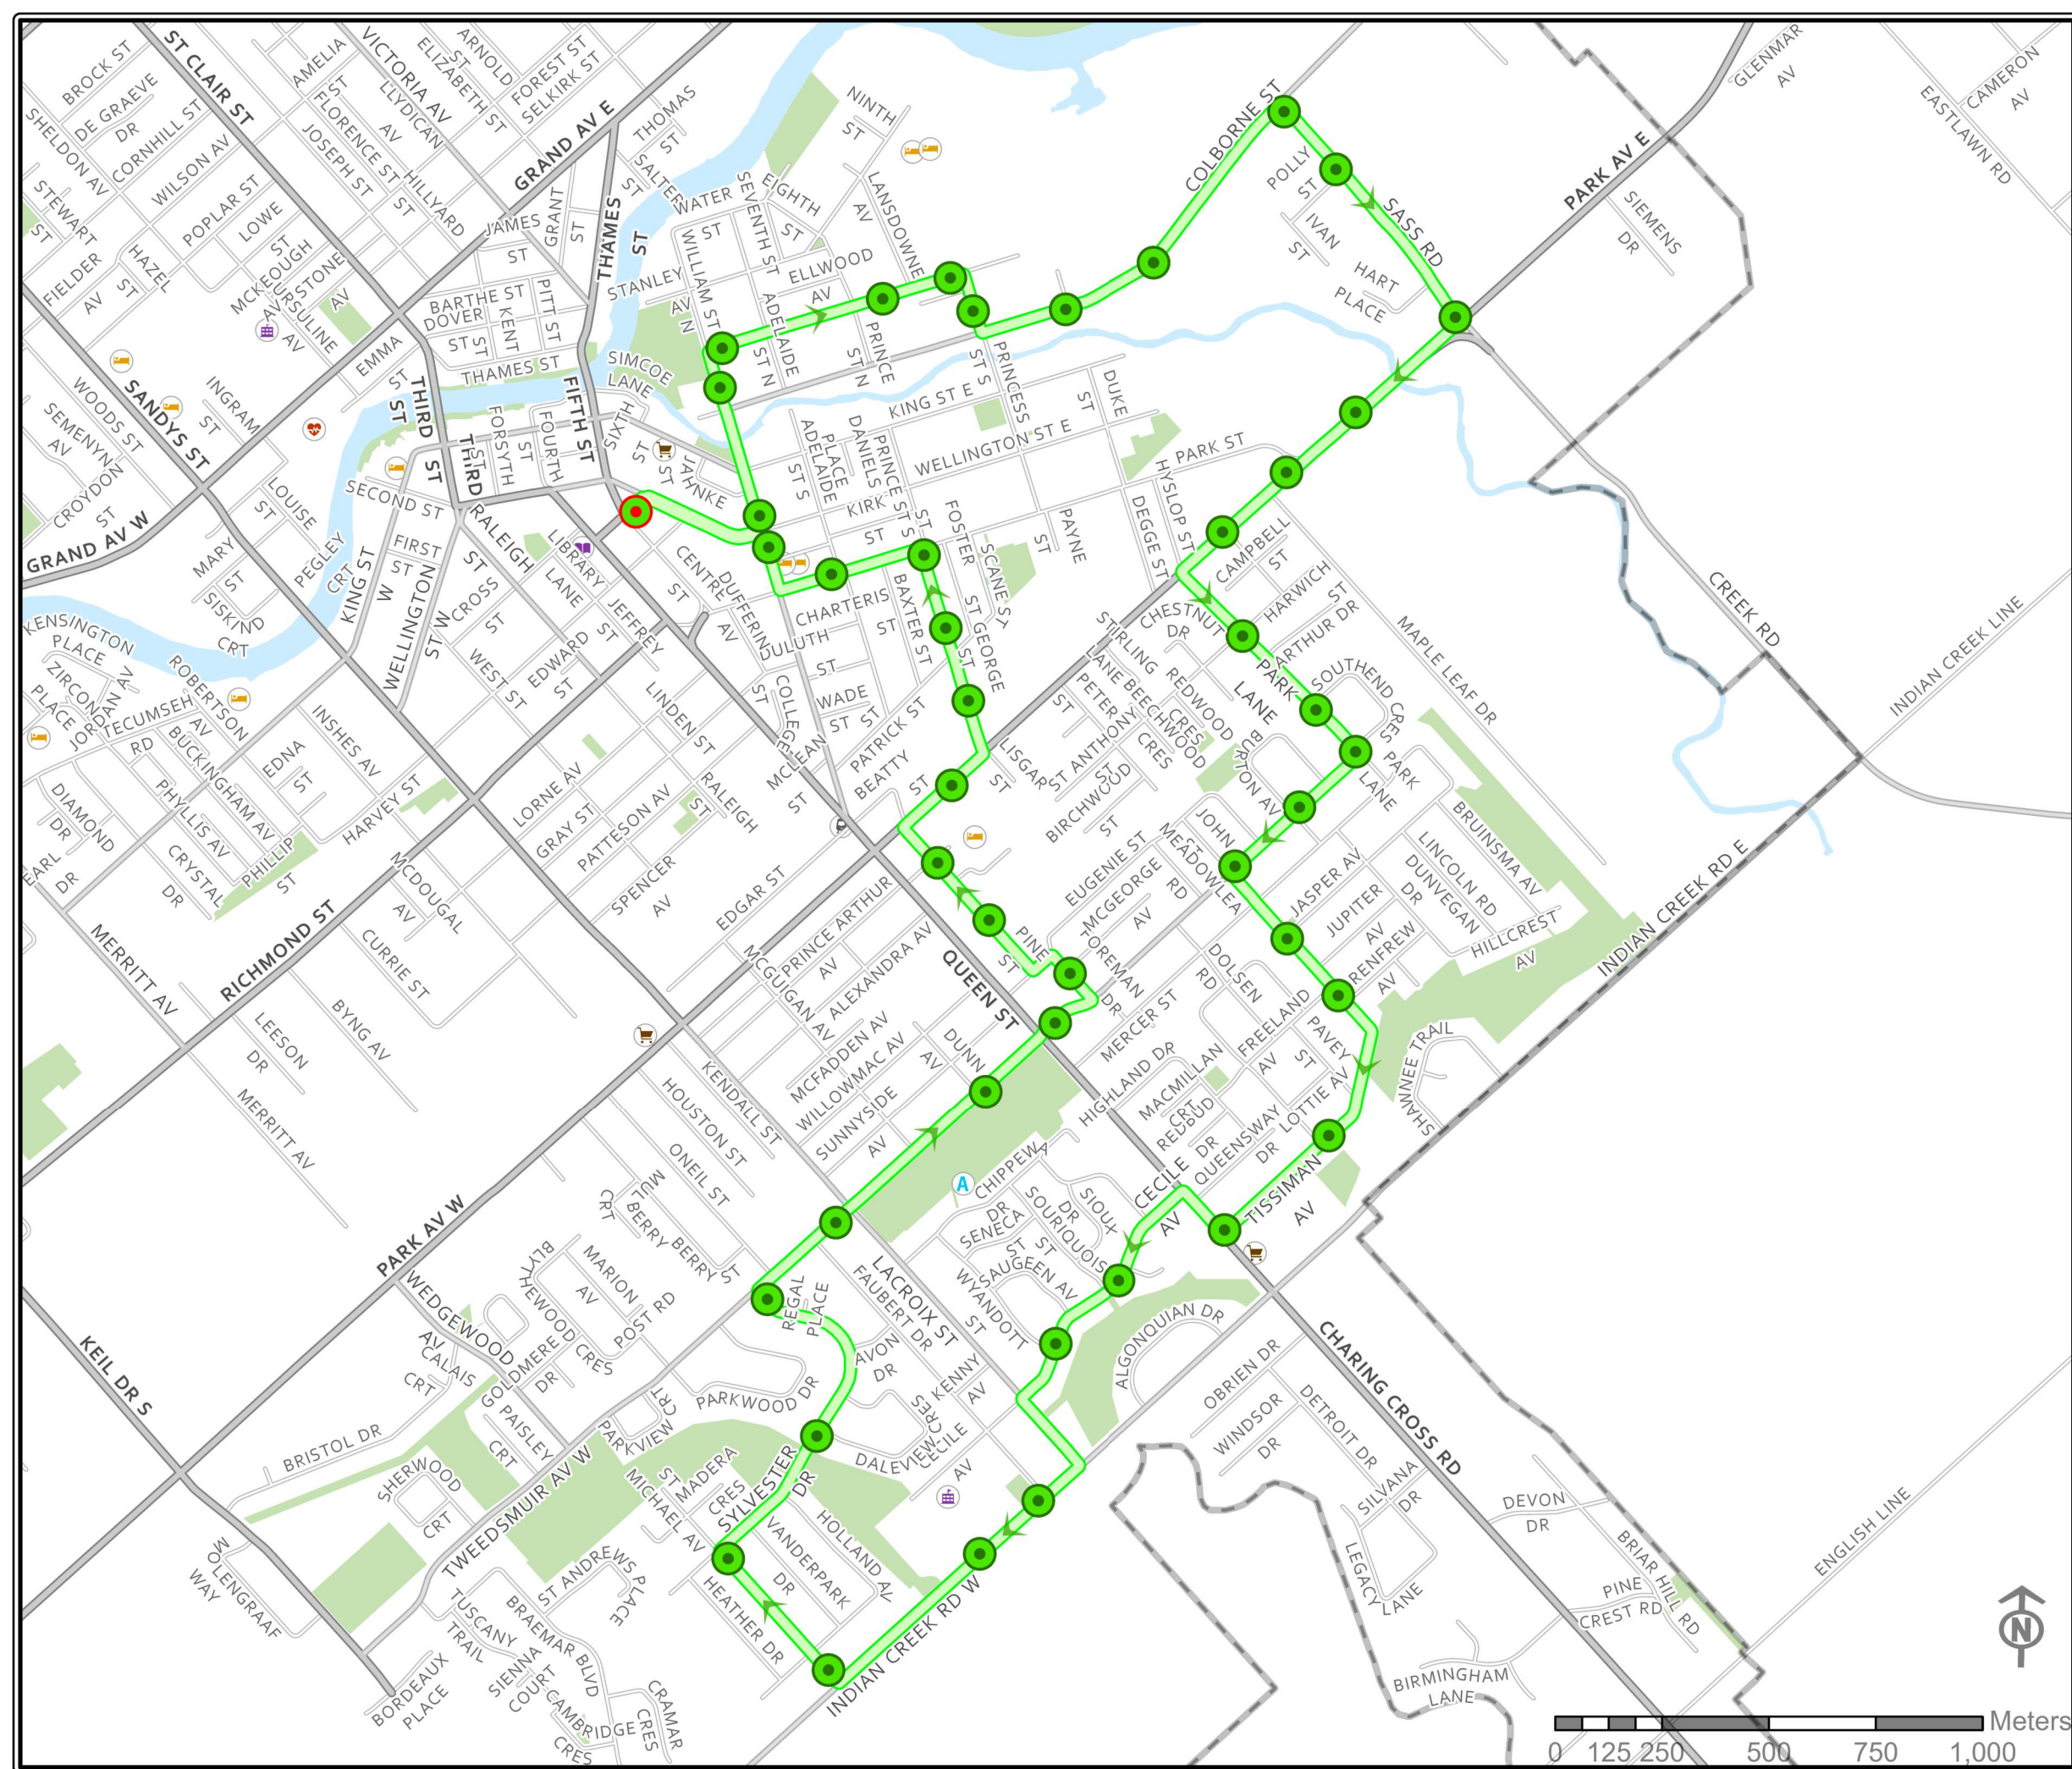 BROCK ST
DE GRAEVE
DR
SHELDON AV
CORNHILL ST
WILSON AV
ST CLAIR ST
AMELIA
ST
FLORENCE ST
AV
JOSEPH ST
VICTORIA AV
LLYDICAN
ELIZABETH ST
ARNOLD
ST
FOREST ST
SELKIRK ST
GRAND AV E
THOMAS
ST
SALTER
ST
STEWART
ST
FIELDER
AV
HAZEL
ST
POPLAR ST
LOWE
ST
MCKEOUGH
AV
URSULINE
AV
ARVSTONE
AV
HILLYARD
ST
JAMES
ST
GRANT
ST
THAMES
ST
WATER
ST
SEVENTH ST
EIGHTH
ST
NINTH
ST
LANSDOWNE
AV
STANLEY
AV N
WILLIAM ST
ELLWOOD
AV
ADELAIDE
ST N
PRINCE
ST N
COLBORNE ST
POLLY
ST
IVAN
ST
SASS RD
HART
PLACE
PARK AV E
SIEMENS
DR
GLENMAR
AV
EASTLAWN RD
CAMERON
AV
BARTHE ST
DOVER
ST
KENT
ST
PITT ST
EMMA
ST
THAMES ST
SIMCOE
LANE
INGRAM
ST
SANDYS ST
WOODS ST
SEMENYN
AV
CROYDON
ST
GRAND AV W
THIRD
ST
THIRD
ST
FORSYTH
ST
FOURTH
FIFTH ST
SIXTH
ST
JAHNKE
ST
SECOND ST
LOUISE
ST
MARY
ST
PEGLEY
CRT
SISKIND
CRT
KING ST
W
FIRST
ST
WELLINGTON
ST W
CROSS
ST
RALEIGH
ST
LIBRARY
LANE
JEFFREY
ST
WEST ST
EDWARD
ST
CENTRE
ST
DUFFERIN
AV
KING ST E
WELLINGTON ST E
PRINCESS
ST S
DUKE
ST
PARK ST
ADELAIDE
ST S
DANIELS
PLACE
PRINCE ST S
KIRK
ST
FOSTER
ST
SCANE ST
PAYNE
ST
HYSLOP ST
DEGGE ST
CAMPBELL
ST
HARWICH
ST
CHARTERIS
ST
BAXTER ST
DULUTH
ST
ST GEORGE
ST
WADE
ST
COLLEGE
ST
PATRICK ST
BEATTY
ST
MCLEAN ST
LISGAR
ST
KENSINGTON
PLACE
ZIRCON
PLACE
JORDAN AV
TECUMSEH
RD
ROBERTSON
AV
BUCKINGHAM AV
EDNA
ST
INSHES AV
PHYLLIS AV
DIAMOND
DR
EARL
DR
CRYSTAL
DR
PHILLIP
ST
HARVEY ST
MCDOUGAL
AV
CURRIE ST
LORNE AV
GRAY ST
PATTESON AV
LINDEN ST
RALEIGH
ST
SPENCER
AV
EDGAR ST
CHESTNUT
DR
STIRLING
LANE
PETER
ST
BEECHWOOD
CRES
REDWOOD
CRES
ST ANTHONY
ST
BIRCHWOOD
ST
PARK
LANE
ARTHUR DR
SOUTHEND CRES
BURTON AV
MAPLE LEAF DR
CREEK RD
INDIAN CREEK LINE
PARK
LANE
JOHN
ST
MEADOWLEA
EUGENIE ST
MCGEORGE
AV
RD
JASPER AV
JUPITER
AV
LINCOLN RD
DUNVEGAN
DR
BRUINSMA AV
HILLCREST
AV
RENFREW
AV
INDIAN CREEK RD E
MERRITT AV
RICHMOND ST
LEESON
DR
BYNG AV
MERRITT AV
PRINCE ARTHUR
AV
MCGUIGAN AV
ALEXANDRA AV
MCFADDEN AV
WILLOWMAC AV
DUNN
AV
SUNNYSIDE
AV
QUEEN ST
PINE
ST
FOREMAN
DR
MERCER ST
DOLSEN
RD
FREELAND
AV
PAVEY
ST
HIGHLAND DR
MACMILLAN
CRT
REDBUD
DR
QUEENSWAY
DR
LOTTIE AV
SHAWNEE TRAIL
KENDALL ST
HOUSTON ST
ONEIL ST
MULBERRY
CRT
BERRY ST
PARK AV W
WEDGEWOOD
AV
BLYTHEWOOD
CRES
MARION
AV
POST RD
GOLDMERE
DR
CALAIS
CRT
PAISLEY
CRT
BRISTOL DR
REGAL
PLACE
LACROIX ST
FAUBERT DR
AVON
DR
KENNY
AV
CECILE
AV
DALEVIEW
CRES
PARKWOOD DR
PARKVIEW
CRT
CHIPPEWA
DR
SENECA
ST
SOURIQUOIS
ST
SIOUX
DR
SAUGEEN AV
WYANDOTT
ST
CECILE
AV
TISSIMAN
AV
ALGONQUIAN DR
KEIL DR S
SHERWOOD
CRT
TWEEDSMUIR AV W
MICHAEL AV
ST
MADERA
CRES
SYLVESTER
DR
VANDERPARK
DR
HOLLAND AV
HEATHER DR
ST ANDREWS PLACE
MOLENGRAAF
WAY
TUSCANY
TRAIL
BRAEMAR BLVD
SIENNA
COURT
BORDEAUX
PLACE
CAMBRIDGE
CRES
CRAMAR
CRES
INDIAN CREEK RD W
OBRIEN DR
WINDSOR
DR
DETROIT DR
CHARING CROSS RD
SILVANA
DR
LEGACY
LANE
DEVON
DR
BRIAR HILL RD
PINE
CREST RD
BIRMINGHAM
LANE
ENGLISH LINE
A
N
Meters
0 125 250 500 750 1,000